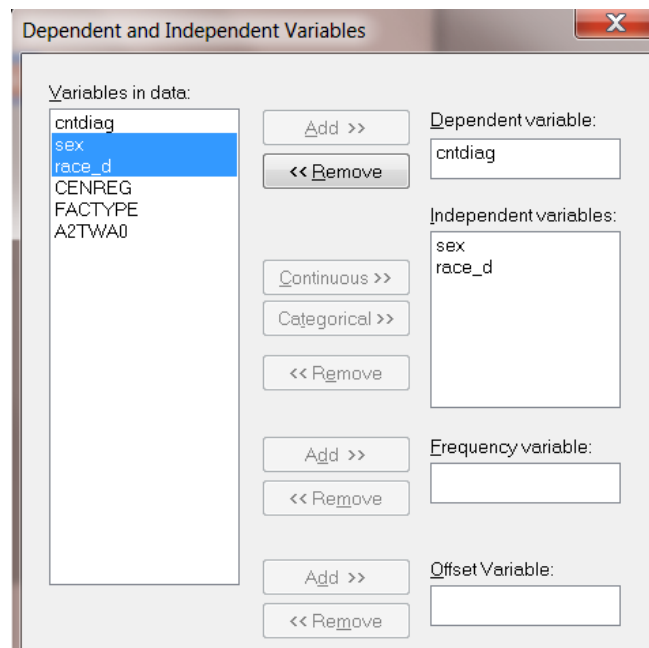 Dependent and Independent Variables
X
Variables in data:
cntdiag
sex
race_d
CENREG
FACTYPE
A2TWA0
Add >>
<< Remove
Continuous >>
Categorical >>
<< Remove
Add >>
<< Remove
Add >>
<< Remove
Dependent variable:
cntdiag
Independent variables:
sex
race_d
Frequency variable:
Offset Variable: